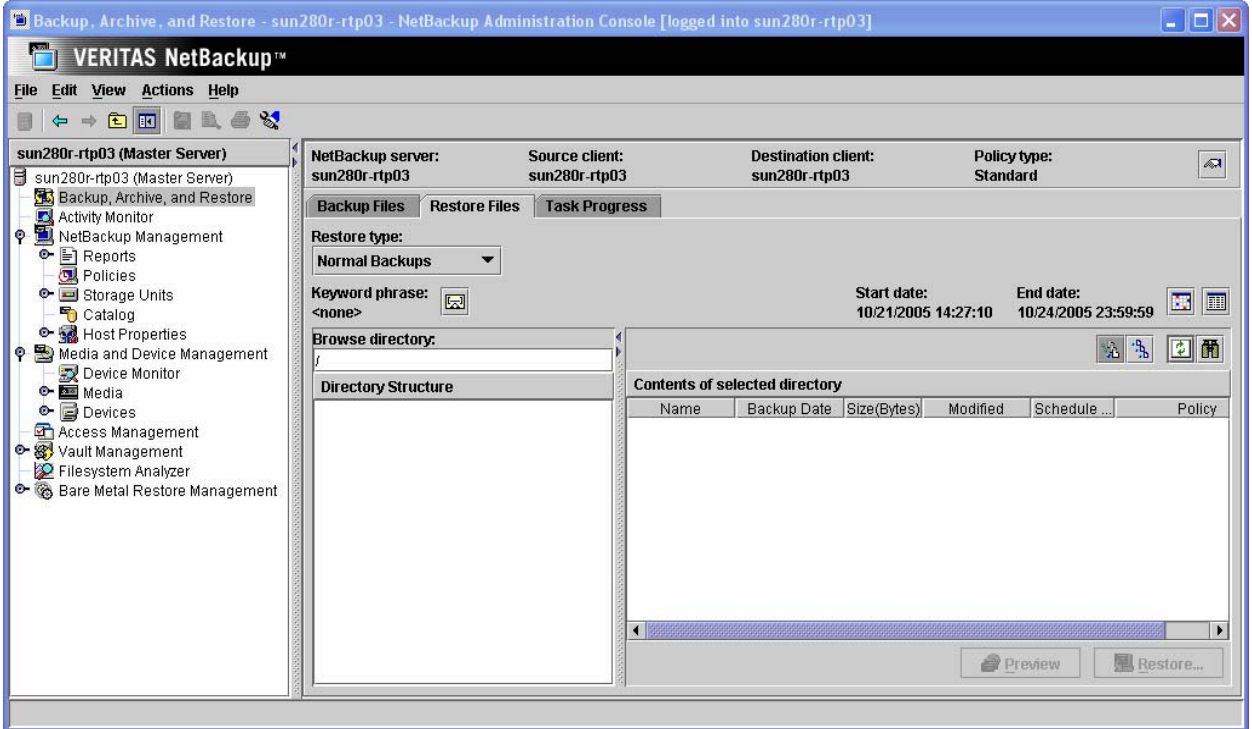 Backup, Archive, and Restore - sun280r-rtp03 - NetBackup Administration Console [logged into sun280r-rtp03]
VERITAS NetBackup™
File Edit View Actions Help
sun280r-rtp03 (Master Server)
sun280r-rtp03 (Master Server)
Backup, Archive, and Restore
Activity Monitor
NetBackup Management
Reports
Policies
Storage Units
Catalog
Host Properties
Media and Device Management
Device Monitor
Media
Devices
Access Management
Vault Management
Filesystem Analyzer
Bare Metal Restore Management
NetBackup server: Source client: Destination client: Policy type:
sun280r-rtp03 sun280r-rtp03 sun280r-rtp03 Standard
Backup Files Restore Files Task Progress
Restore type:
Normal Backups
Keyword phrase: Start date: End date:
<none> 10/21/2005 14:27:10 10/24/2005 23:59:59
Browse directory:
/
Directory Structure Contents of selected directory
Name Backup Date Size(Bytes) Modified Schedule ... Policy
Preview Restore...